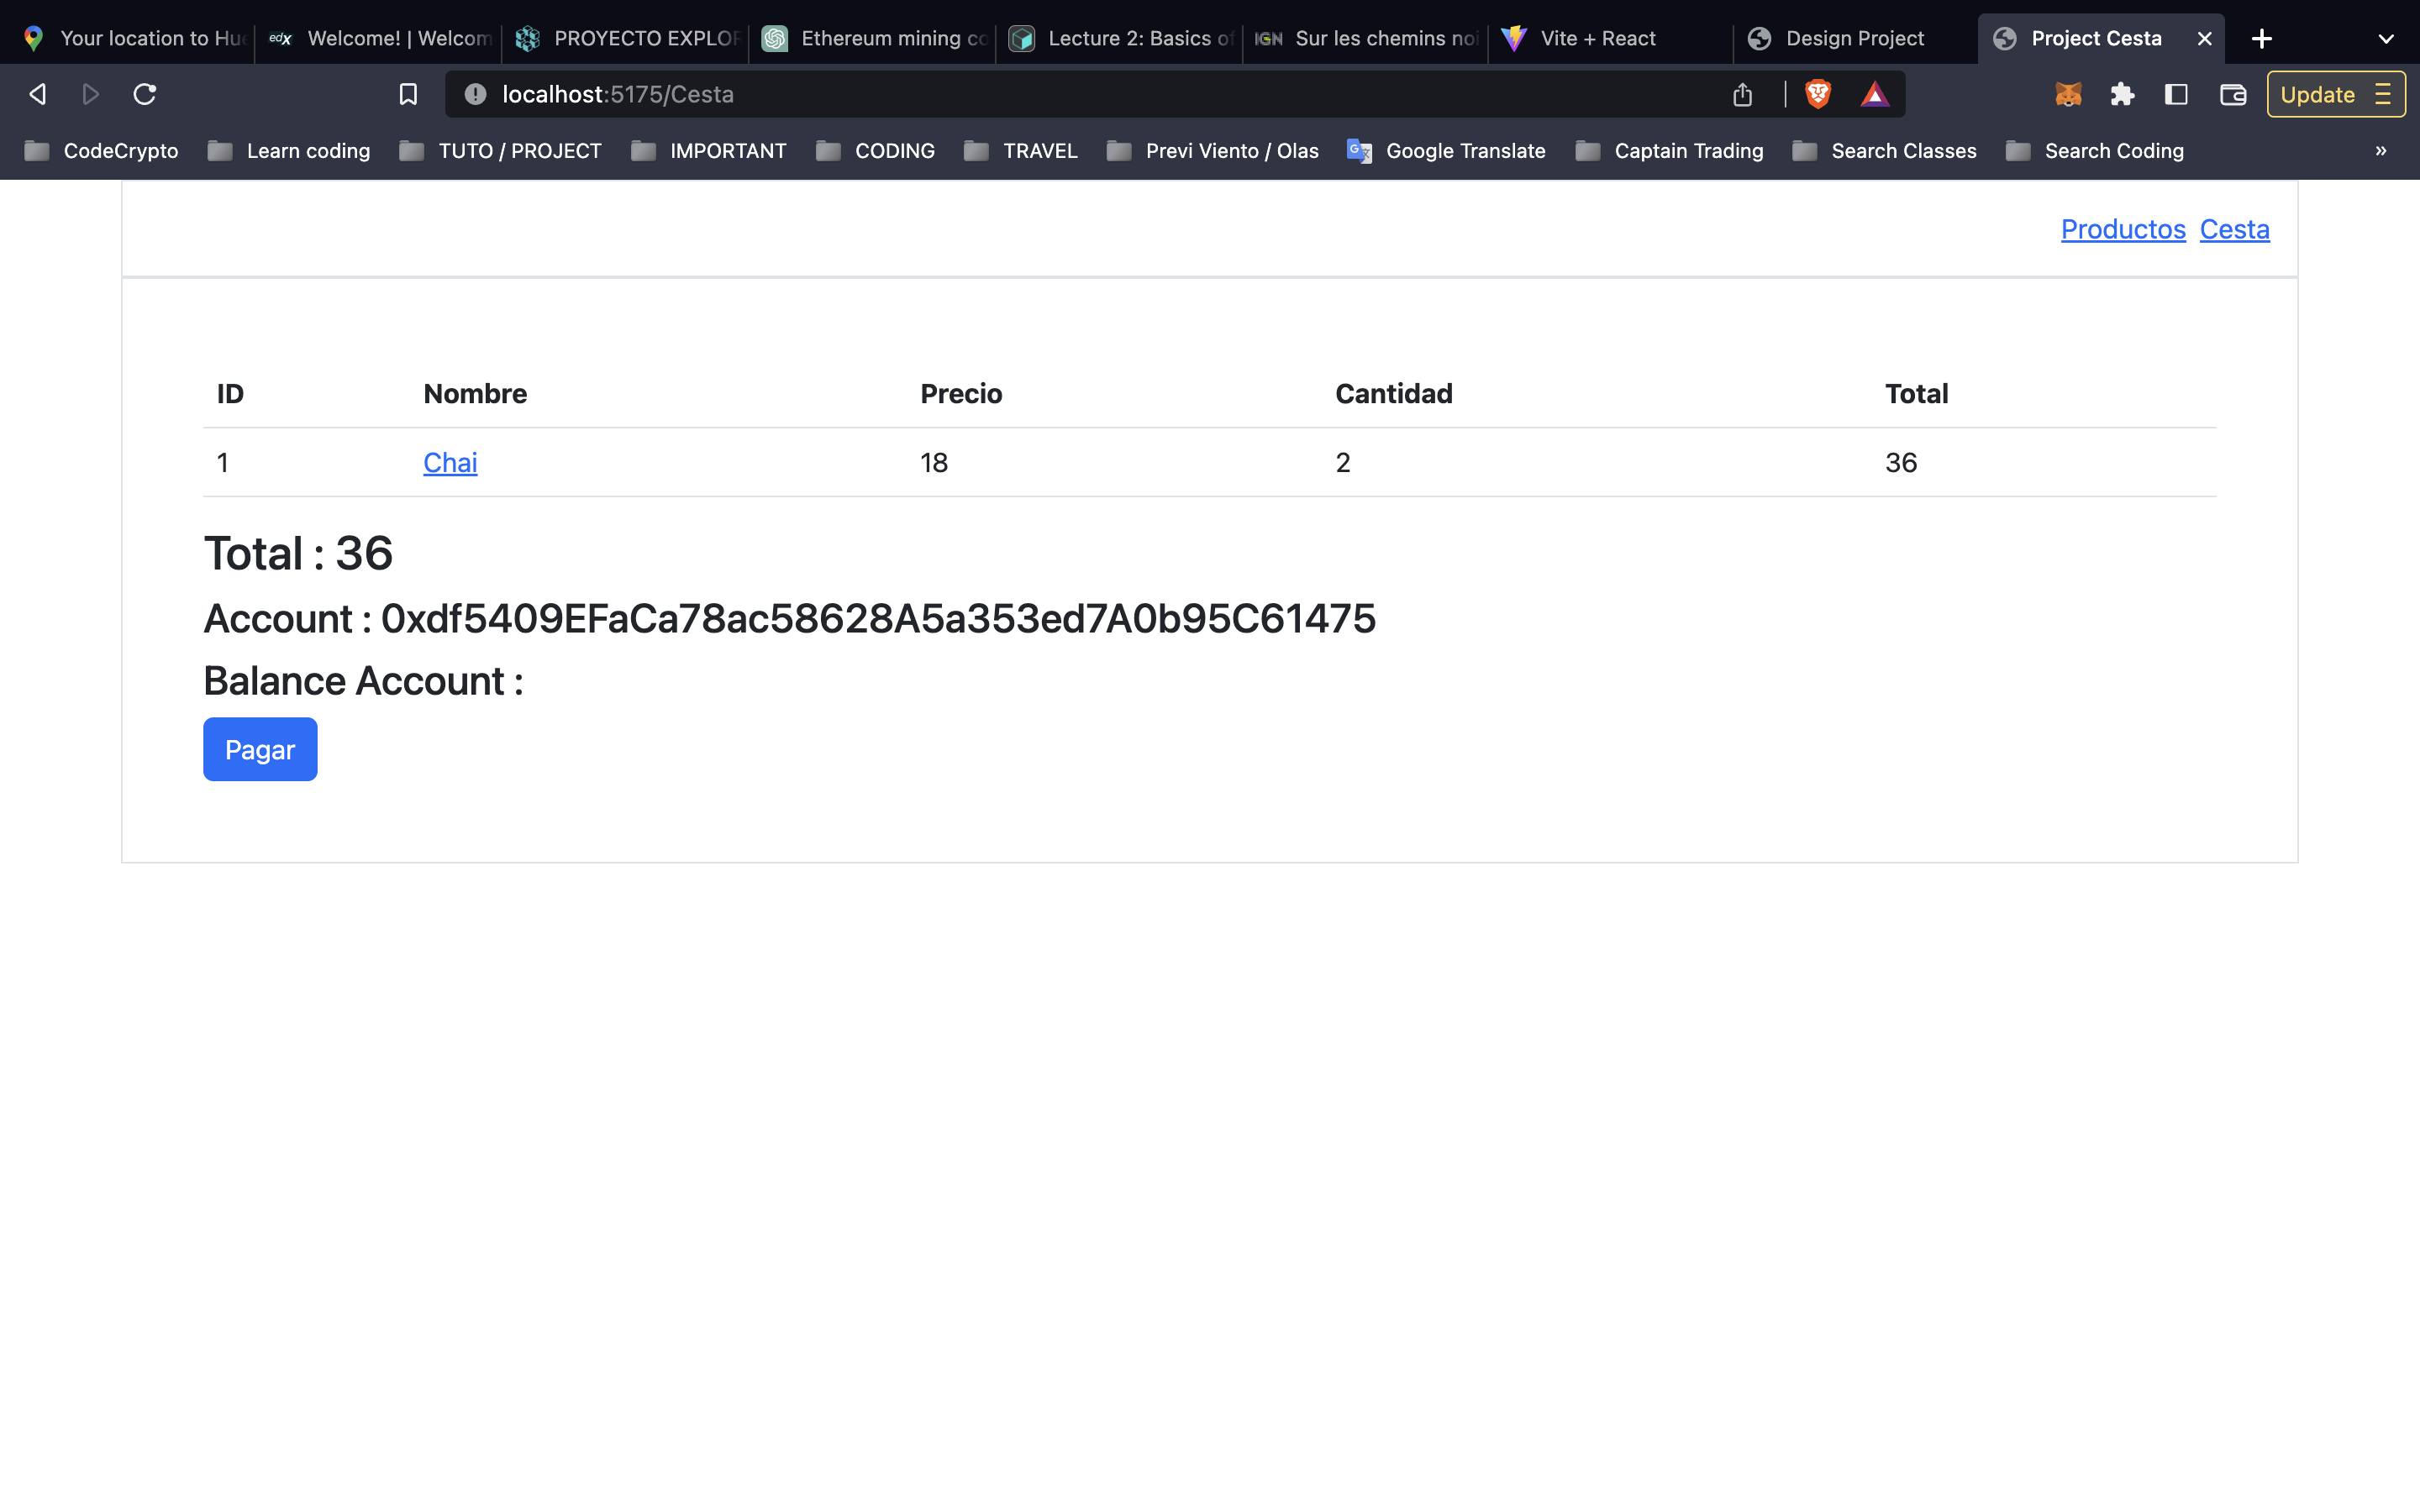 Your location to Hu
edX Welcome! | Welcom
PROYECTO EXPLOR
Ethereum mining co
Lecture 2: Basics of
IGN Sur les chemins noi
Vite + React
Design Project
Project Cesta
localhost:5175/Cesta
Update
CodeCrypto
Learn coding
TUTO / PROJECT
IMPORTANT
CODING
TRAVEL
Previ Viento / Olas
Google Translate
Captain Trading
Search Classes
Search Coding
»
Productos Cesta
ID Nombre Precio Cantidad Total
1 Chai 18 2 36
Total : 36
Account : 0xdf5409EFaCa78ac58628A5a353ed7A0b95C61475
Balance Account :
Pagar